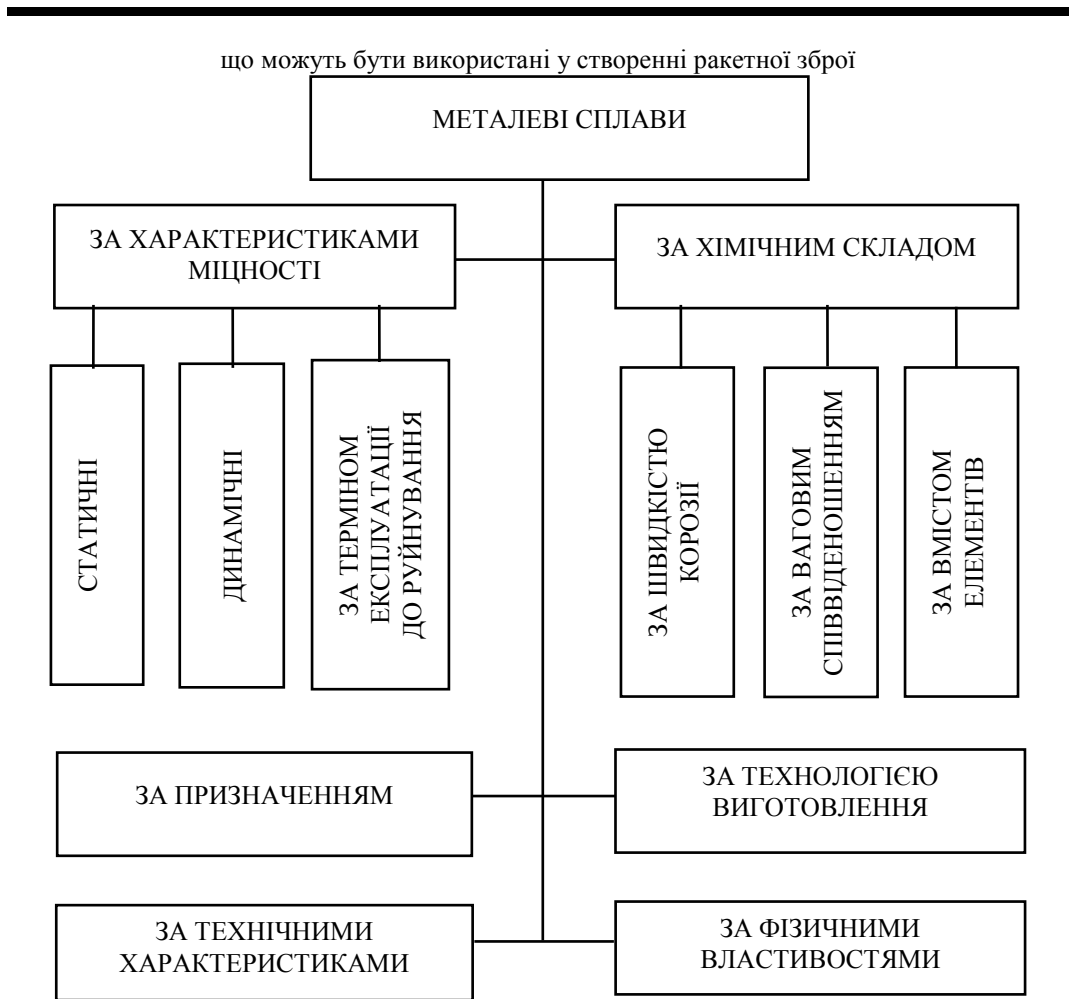 що можуть бути використані у створенні ракетної зброї
МЕТАЛЕВІ СПЛАВИ
ЗА ХАРАКТЕРИСТИКАМИ
МІЦНОСТІ
ЗА ХІМІЧНИМ СКЛАДОМ
СТАТИЧНІ
ДИНАМІЧНІ
ЗА ТЕРМІНОМ
ЕКСПЛУАТАЦІЇ
ДО РУЙНУВАННЯ
ЗА ШВИДКІСТЮ
КОРОЗІЇ
ЗА ВАГОВИМ
СПІВВІДЕНОШЕННЯМ
ЗА ВМІСТОМ
ЕЛЕМЕНТІВ
ЗА ПРИЗНАЧЕННЯМ
ЗА ТЕХНОЛОГІЄЮ
ВИГОТОВЛЕННЯ
ЗА ТЕХНІЧНИМИ
ХАРАКТЕРИСТИКАМИ
ЗА ФІЗИЧНИМИ
ВЛАСТИВОСТЯМИ